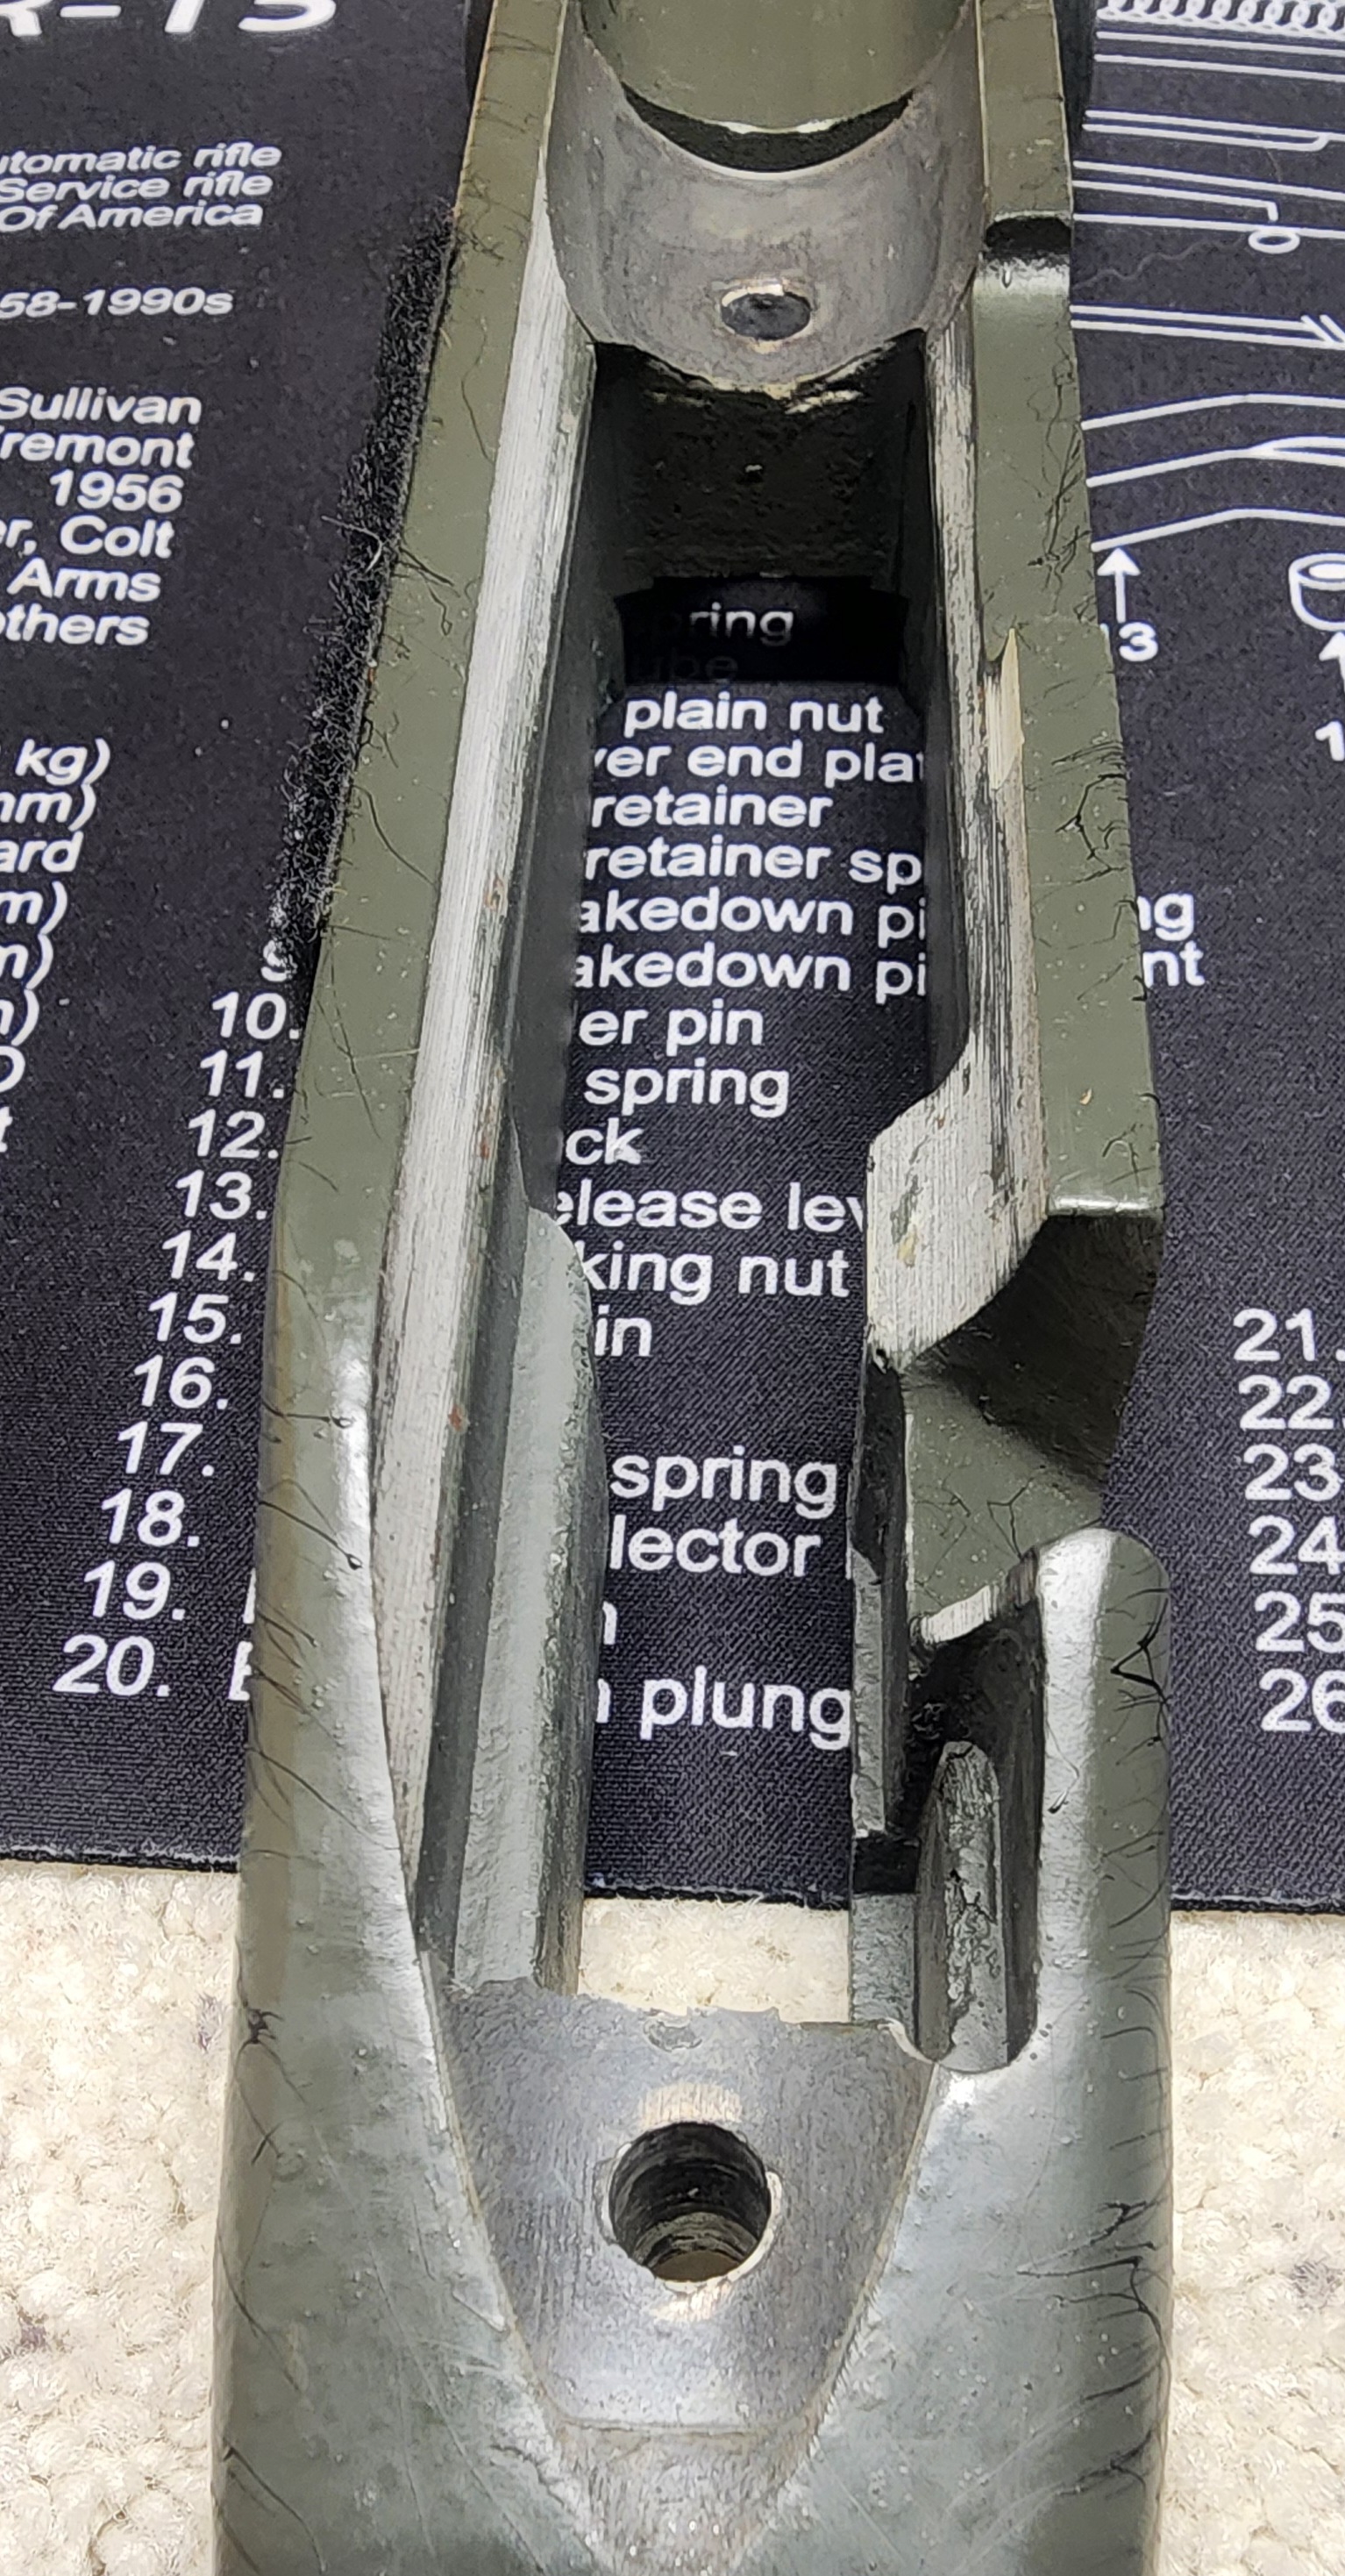 R-15
utomatic rifle
Service rifle
Of America
58-1990s
Sullivan
remont
1956
er, Colt
Arms
others
ring
13
kg)
plain nut
mm)
ver end pla
ard
retainer
m)
retainer sp
m)
akedown pi ng
akedown pi nt
10. er pin
11. spring
12. ck
13. elease lev
14. king nut
15. in
16.
17. spring
18. lector
19.
20. plung
21.
22.
23
24
25
26